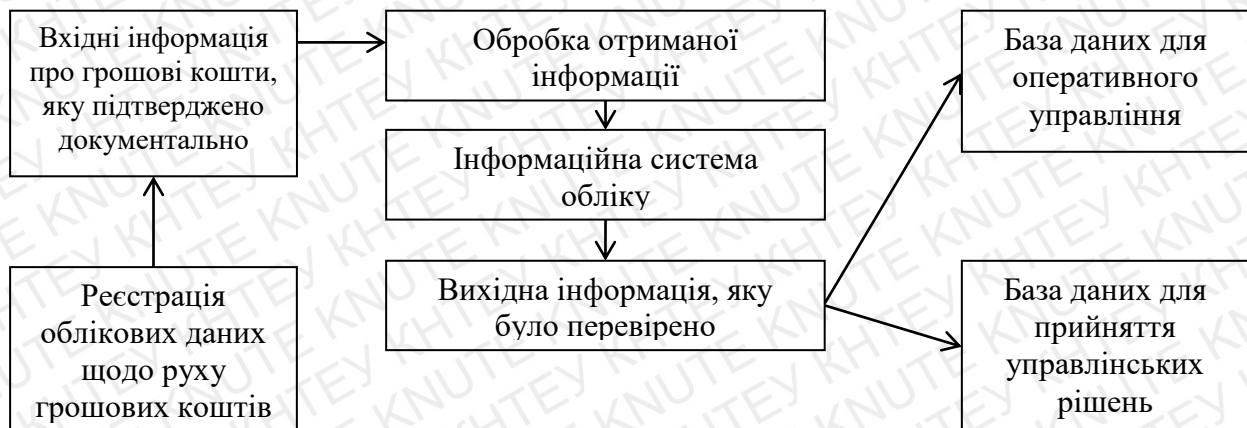 Вхідні інформація
про грошові кошти,
яку підтверджено
документально
Обробка отриманої
інформації
База даних для
оперативного
управління
Інформаційна система
обліку
Реєстрація
облікових даних
щодо руху
грошових коштів
Вихідна інформація, яку
було перевірено
База даних для
прийняття
управлінських
рішень